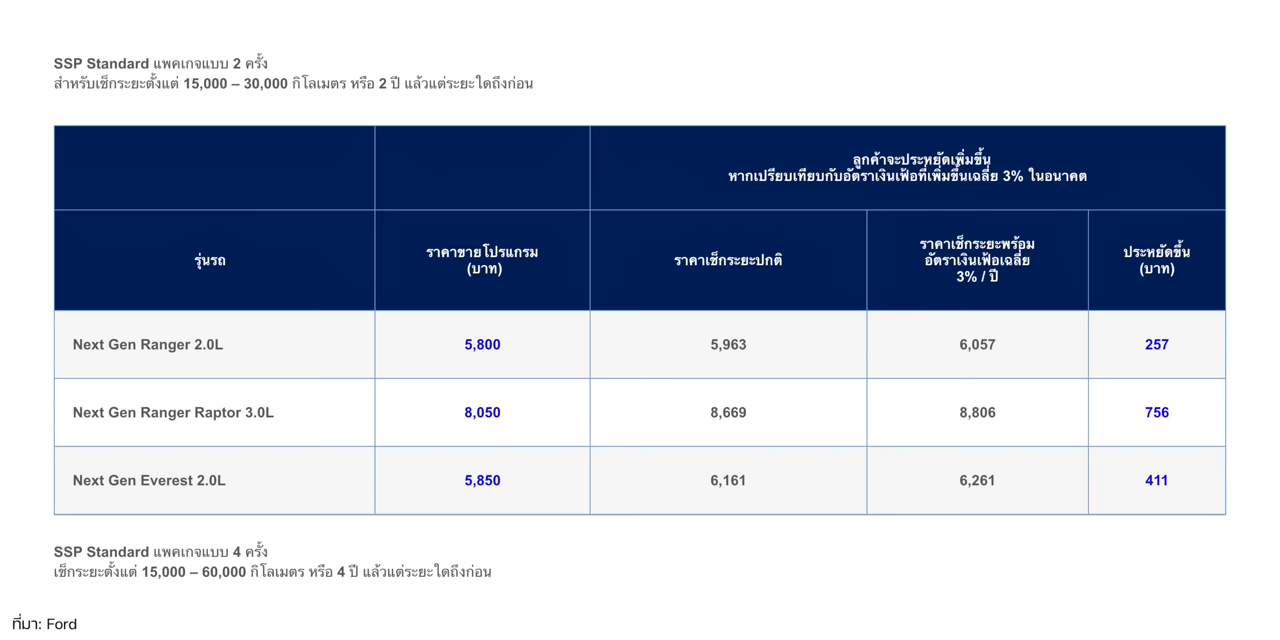 SSP Standard แพคเกจแบบ 2 ครั้ง
สำหรับเช็กระยะตั้งแต่ 15,000 – 30,000 กิโลเมตร หรือ 2 ปี แล้วแต่ระยะใดถึงก่อน
ลูกค้าจะประหยัดเพิ่มขึ้น
หากเปรียบเทียบกับอัตราเงินเฟ้อที่เพิ่มขึ้นเฉลี่ย 3% ในอนาคต
รุ่นรถ
ราคาขายโปรแกรม
(บาท)
ราคาเช็กระยะปกติ
ราคาเช็กระยะพร้อม
อัตราเงินเฟ้อเฉลี่ย
3% / ปี
ประหยัดขึ้น
(บาท)
Next Gen Ranger 2.0L
5,800
5,963
6,057
257
Next Gen Ranger Raptor 3.0L
8,050
8,669
8,806
756
Next Gen Everest 2.0L
5,850
6,161
6,261
411
SSP Standard แพคเกจแบบ 4 ครั้ง
เช็กระยะตั้งแต่ 15,000 – 60,000 กิโลเมตร หรือ 4 ปี แล้วแต่ระยะใดถึงก่อน
ที่มา: Ford